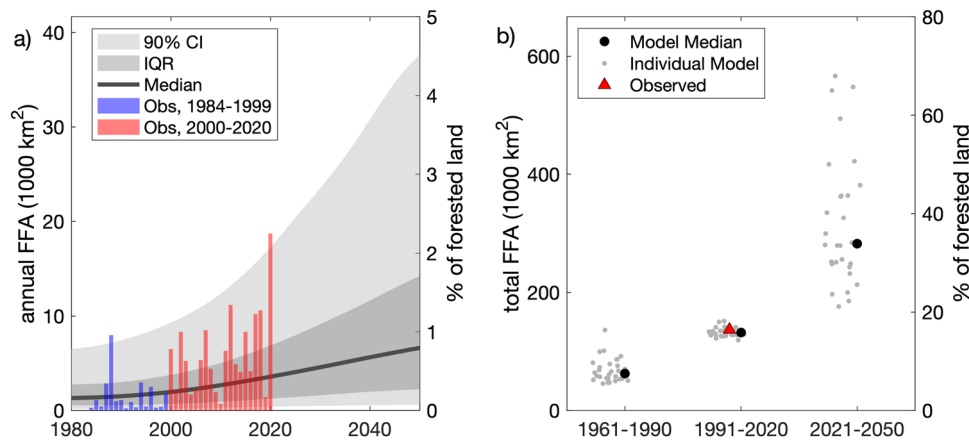 a)
90% CI
IQR
Median
Obs, 1984-1999
Obs, 2000-2020
annual FFA (1000 km²)
40
30
20
10
0
1980
2000
2020
2040
5
4
3
2
1
0
% of forested land
b)
Model Median
Individual Model
Observed
total FFA (1000 km²)
600
400
200
0
1961-1990
1991-2020
2021-2050
80
60
40
20
0
% of forested land